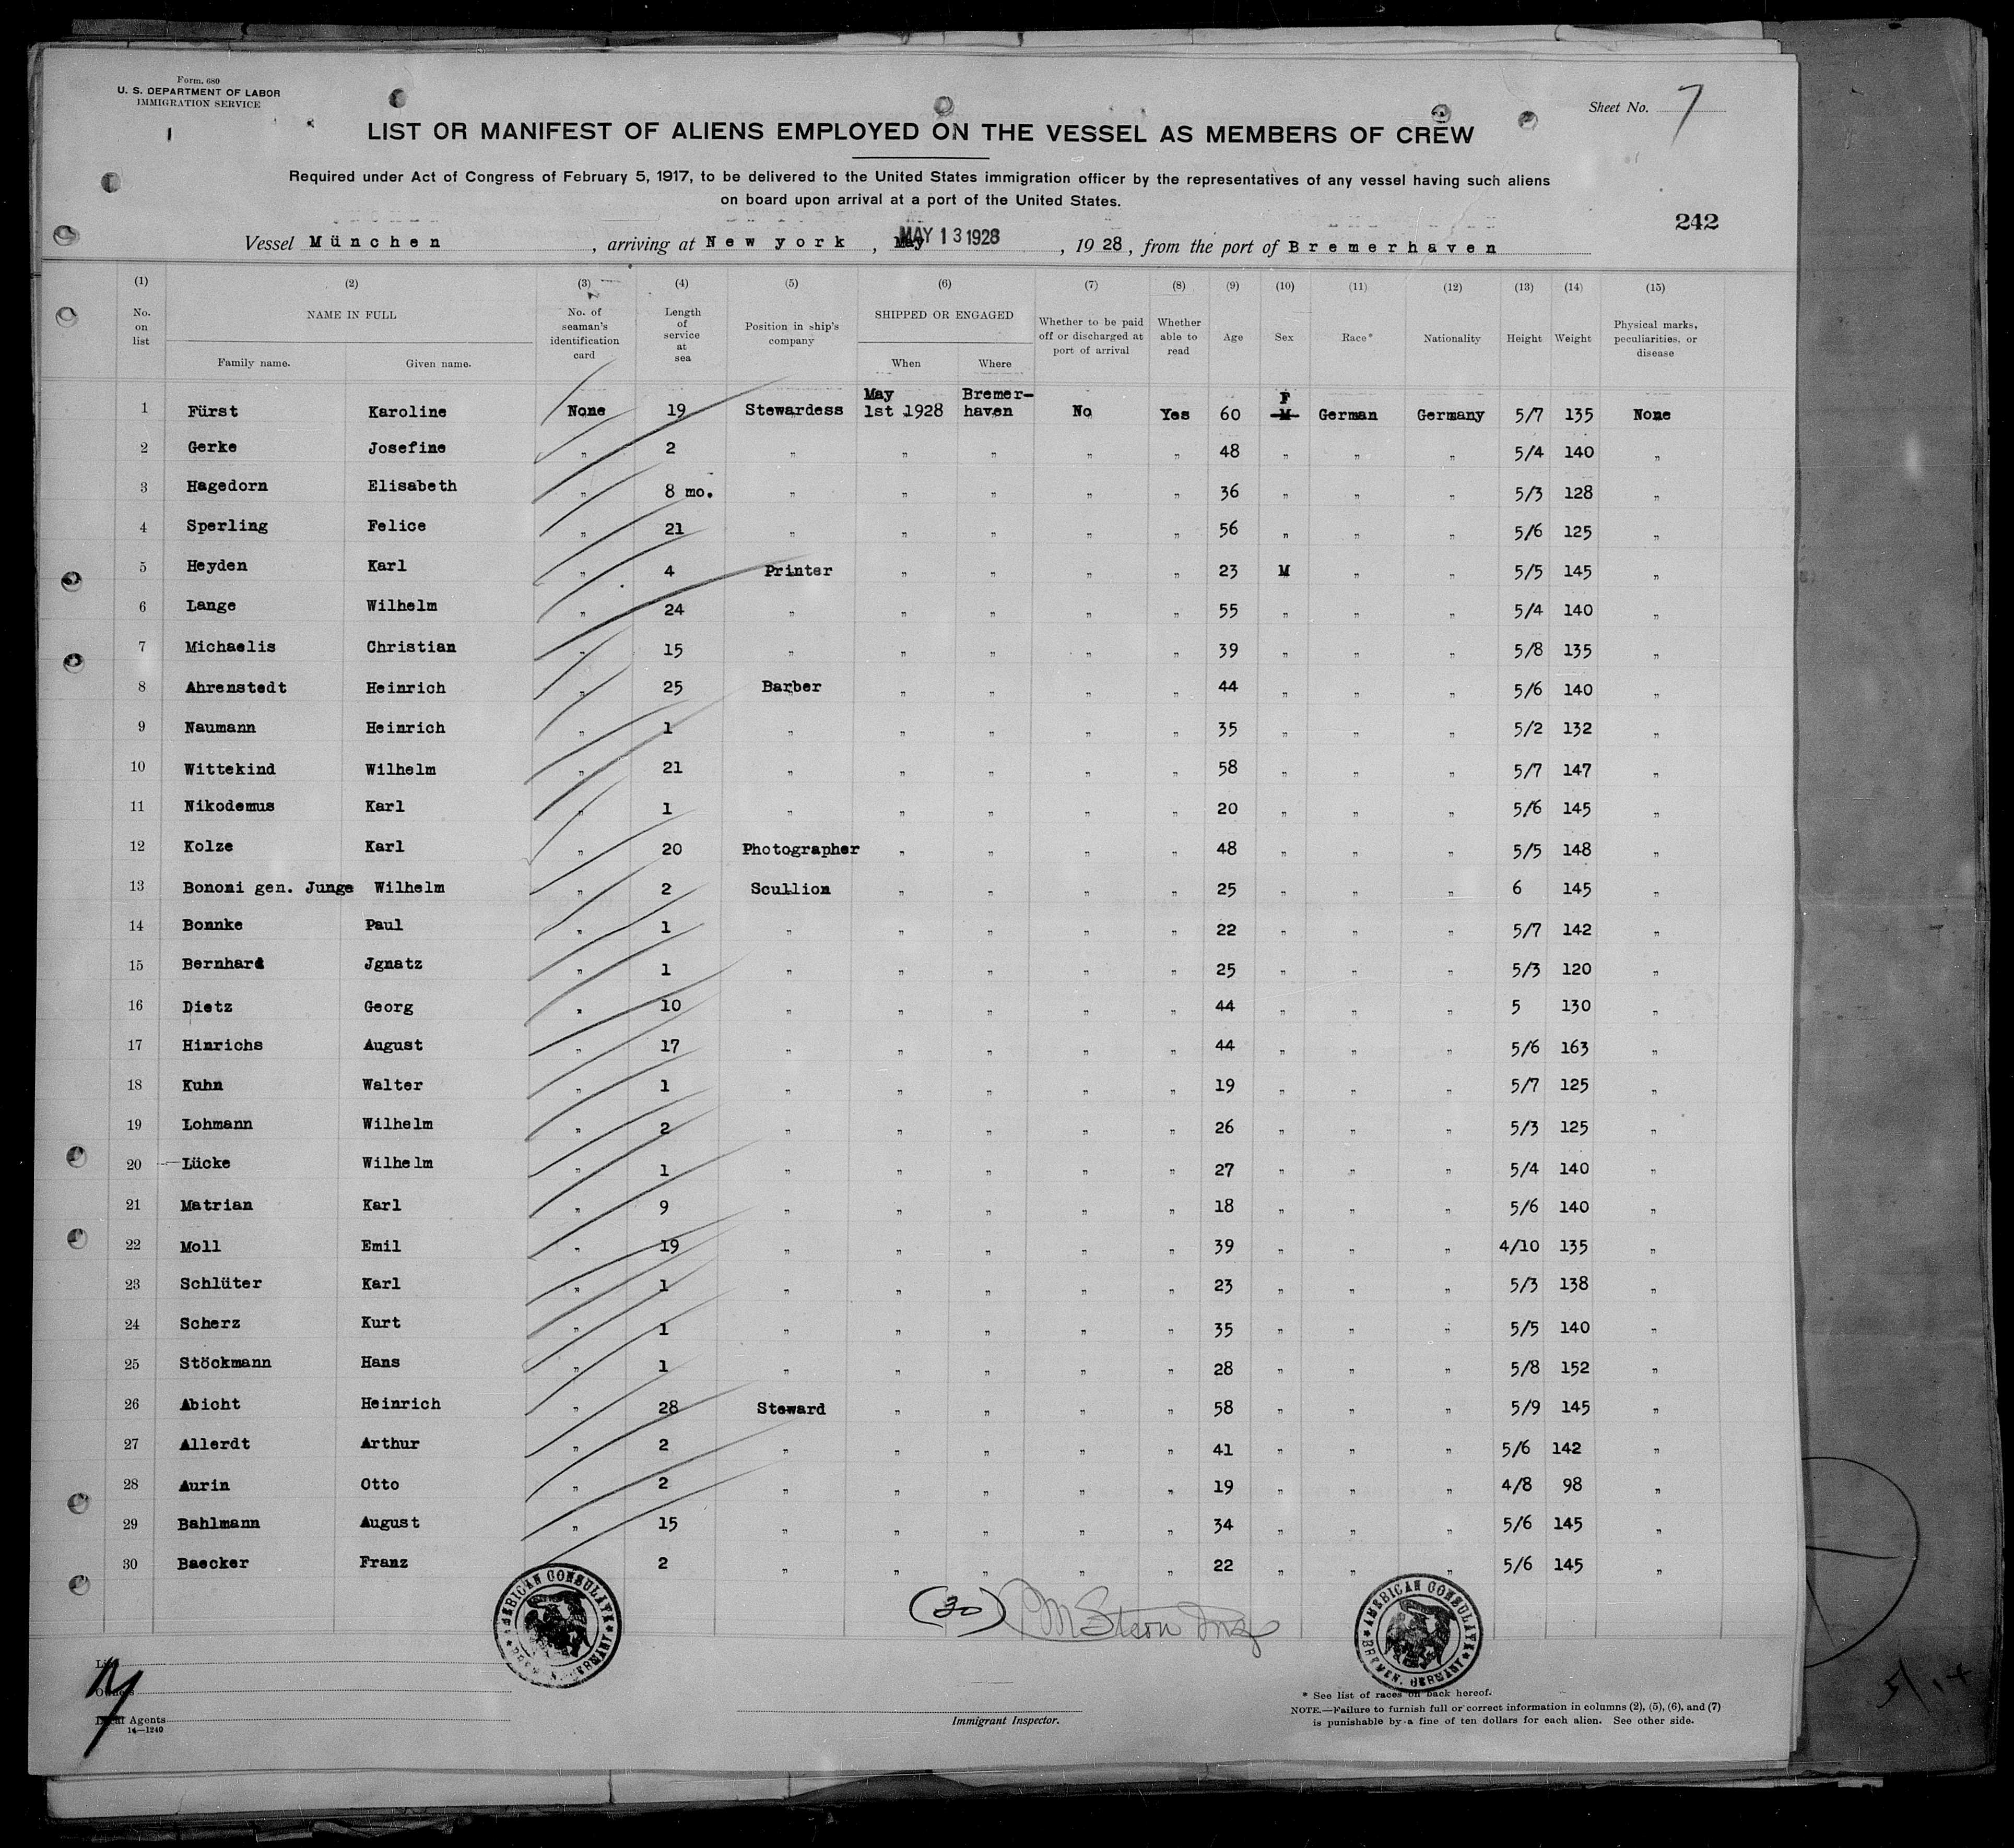 Form. 680
U. S. DEPARTMENT OF LABOR
IMMIGRATION SERVICE
Sheet No. 7
LIST OR MANIFEST OF ALIENS EMPLOYED ON THE VESSEL AS MEMBERS OF CREW
Required under Act of Congress of February 5, 1917, to be delivered to the United States immigration officer by the representatives of any vessel having such aliens
on board upon arrival at a port of the United States.
242
Vessel München, arriving at New york, May MAY 13 1928, 1928, from the port of Bremerhaven
(1) (2) (3) (4) (5) (6) (7) (8) (9) (10) (11) (12) (13) (14) (15)
No. on list NAME IN FULL Family name. Given name. No. of seaman's identification card Length of service at sea Position in ship's company SHIPPED OR ENGAGED When Where Whether to be paid off or discharged at port of arrival Whether able to read Age Sex Race* Nationality Height Weight Physical marks, peculiarities, or disease
1 Fürst Karoline None 19 Stewardess May 1st 1928 Bremer-haven No Yes 60 F M German Germany 5/7 135 None
2 Gerke Josefine " 2 " " " " " 48 " " " 5/4 140 "
3 Hagedorn Elisabeth " 8 mo. " " " " " 36 " " " 5/3 128 "
4 Sperling Felice " 21 " " " " " 56 " " " 5/6 125 "
5 Heyden Karl " 4 Printer " " " " 23 M " " 5/5 145 "
6 Lange Wilhelm " 24 " " " " " 55 " " " 5/4 140 "
7 Michaelis Christian " 15 " " " " " 39 " " " 5/8 135 "
8 Ahrenstedt Heinrich " 25 Barber " " " " 44 " " " 5/6 140 "
9 Naumann Heinrich " 1 " " " " " 35 " " " 5/2 132 "
10 Wittekind Wilhelm " 21 " " " " " 58 " " " 5/7 147 "
11 Nikodemus Karl " 1 " " " " " 20 " " " 5/6 145 "
12 Kolze Karl " 20 Photographer " " " " 48 " " " 5/5 148 "
13 Bononi gen. Junge Wilhelm " 2 Scullion " " " " 25 " " " 6 145 "
14 Bonnke Paul " 1 " " " " " 22 " " " 5/7 142 "
15 Bernhard Jgnatz " 1 " " " " " 25 " " " 5/3 120 "
16 Dietz Georg " 10 " " " " " 44 " " " 5 130 "
17 Hinrichs August " 17 " " " " " 44 " " " 5/6 163 "
18 Kuhn Walter " 1 " " " " " 19 " " " 5/7 125 "
19 Lohmann Wilhelm " 2 " " " " " 26 " " " 5/3 125 "
20 Lücke Wilhelm " 1 " " " " " 27 " " " 5/4 140 "
21 Matrian Karl " 9 " " " " " 18 " " " 5/6 140 "
22 Moll Emil " 19 " " " " " 39 " " " 4/10 135 "
23 Schlüter Karl " 1 " " " " " 23 " " " 5/3 138 "
24 Scherz Kurt " 1 " " " " " 35 " " " 5/5 140 "
25 Stöckmann Hans " 1 " " " " " 28 " " " 5/8 152 "
26 Abicht Heinrich " 28 Steward " " " " 58 " " " 5/9 145 "
27 Allerdt Arthur " 2 " " " " " 41 " " " 5/6 142 "
28 Aurin Otto " 2 " " " " " 19 " " " 4/8 98 "
29 Bahlmann August " 15 " " " " " 34 " " " 5/6 145 "
30 Baecker Franz " 2 " " " " " 22 " " " 5/6 145 "
(30)
AMERICAN CONSULATE
BREMEN, GERMANY
AMERICAN CONSULATE
BREMEN, GERMANY
Owners
Local Agents
14—1240
Immigrant Inspector.
* See list of races on back hereof.
NOTE.—Failure to furnish full or correct information in columns (2), (5), (6), and (7)
is punishable by a fine of ten dollars for each alien. See other side.